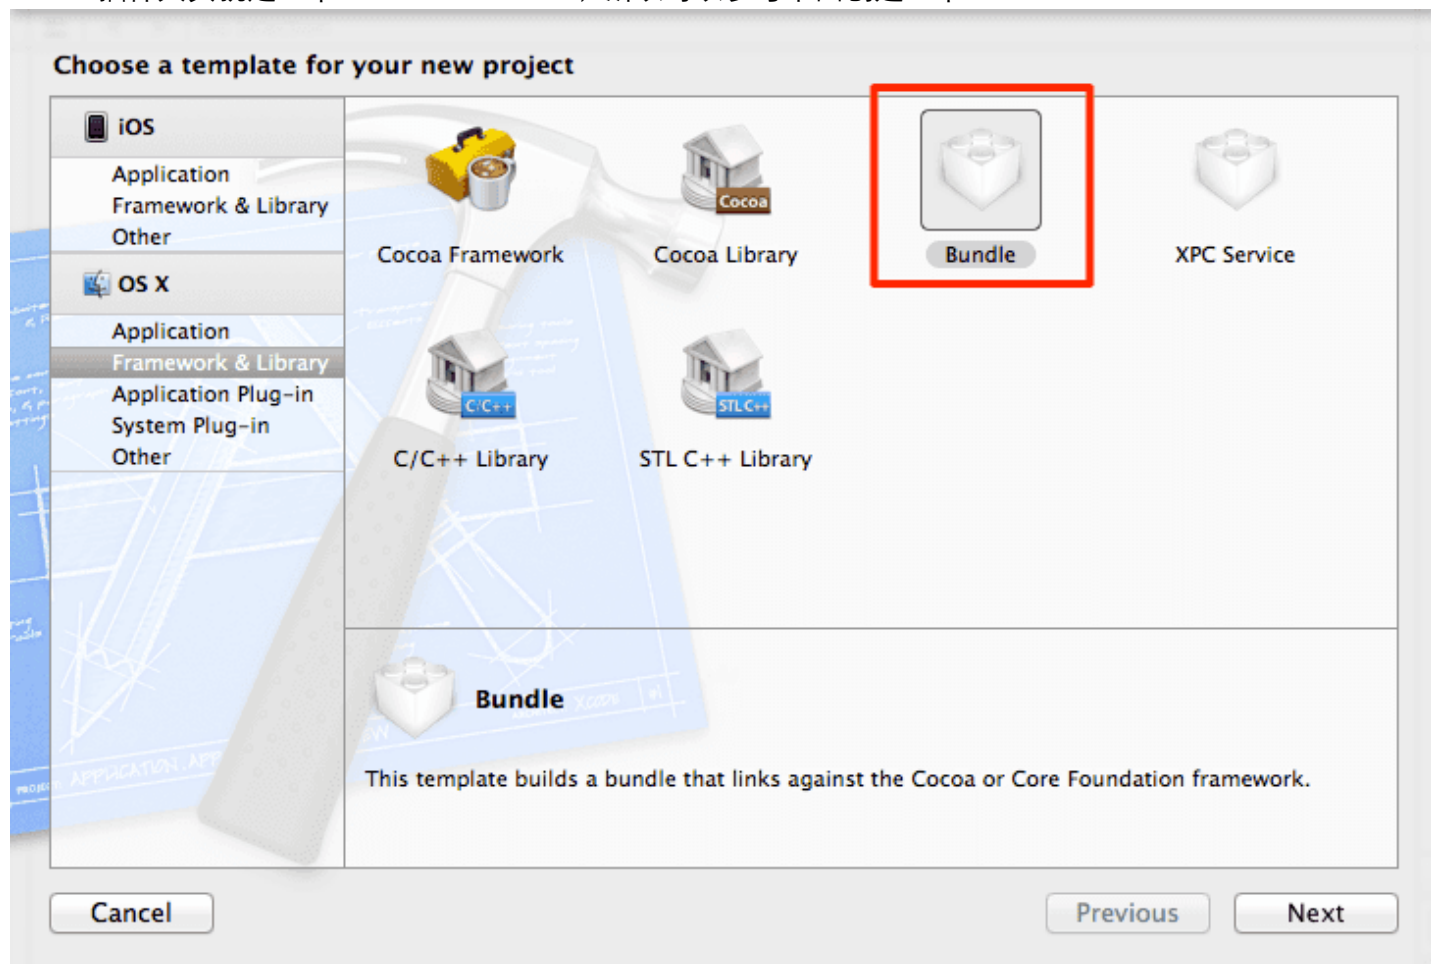 Choose a template for your new project
iOS
Application
Framework & Library
Other
OS X
Application
Framework & Library
Application Plug-in
System Plug-in
Other
Cocoa Framework
Cocoa
Cocoa Library
Bundle
XPC Service
C/C++
C/C++ Library
STLC++
STL C++ Library
Bundle
This template builds a bundle that links against the Cocoa or Core Foundation framework.
Cancel
Previous
Next